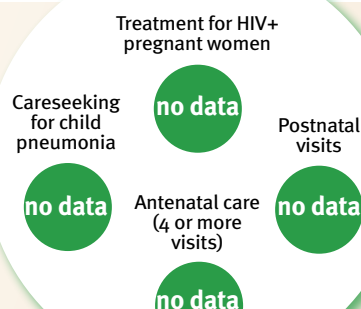 Treatment for HIV+
pregnant women
no data
Careseeking
for child
pneumonia
no data
Postnatal
visits
no data
Antenatal care
(4 or more
visits)
no data